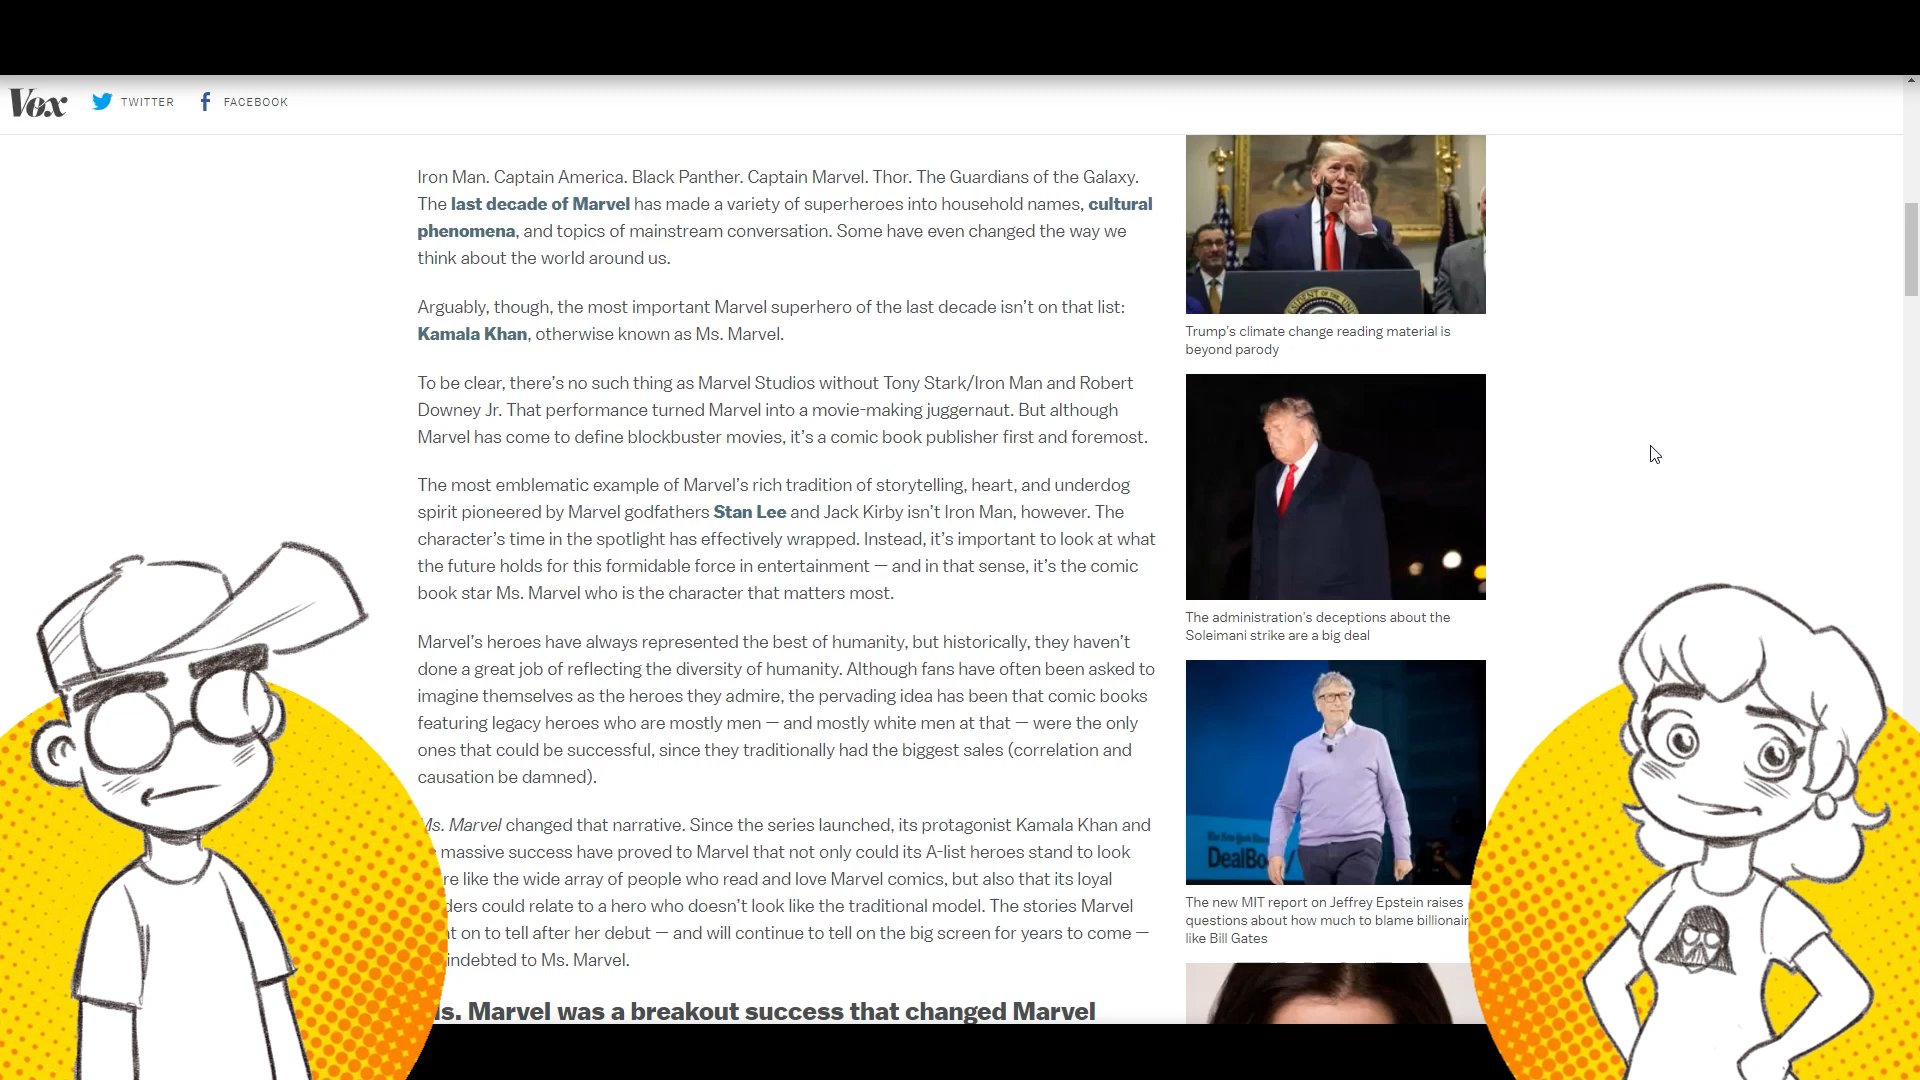 Vox
TWITTER
FACEBOOK
Iron Man. Captain America. Black Panther. Captain Marvel. Thor. The Guardians of the Galaxy.
The last decade of Marvel has made a variety of superheroes into household names, cultural
phenomena, and topics of mainstream conversation. Some have even changed the way we
think about the world around us.
Arguably, though, the most important Marvel superhero of the last decade isn't on that list:
Kamala Khan, otherwise known as Ms. Marvel.
To be clear, there's no such thing as Marvel Studios without Tony Stark/Iron Man and Robert
Downey Jr. That performance turned Marvel into a movie-making juggernaut. But although
Marvel has come to define blockbuster movies, it's a comic book publisher first and foremost.
The most emblematic example of Marvel's rich tradition of storytelling, heart, and underdog
spirit pioneered by Marvel godfathers Stan Lee and Jack Kirby isn't Iron Man, however. The
character's time in the spotlight has effectively wrapped. Instead, it's important to look at what
the future holds for this formidable force in entertainment — and in that sense, it's the comic
book star Ms. Marvel who is the character that matters most.
Marvel's heroes have always represented the best of humanity, but historically, they haven't
done a great job of reflecting the diversity of humanity. Although fans have often been asked to
imagine themselves as the heroes they admire, the pervading idea has been that comic books
featuring legacy heroes who are mostly men — and mostly white men at that — were the only
ones that could be successful, since they traditionally had the biggest sales (correlation and
causation be damned).
Ms. Marvel changed that narrative. Since the series launched, its protagonist Kamala Khan and
massive success have proved to Marvel that not only could its A-list heroes stand to look
re like the wide array of people who read and love Marvel comics, but also that its loyal
ders could relate to a hero who doesn't look like the traditional model. The stories Marvel
t on to tell after her debut — and will continue to tell on the big screen for years to come —
indebted to Ms. Marvel.
s. Marvel was a breakout success that changed Marvel
Trump's climate change reading material is
beyond parody
The administration's deceptions about the
Soleimani strike are a big deal
DealBo
The new MIT report on Jeffrey Epstein raises
questions about how much to blame billionair
like Bill Gates